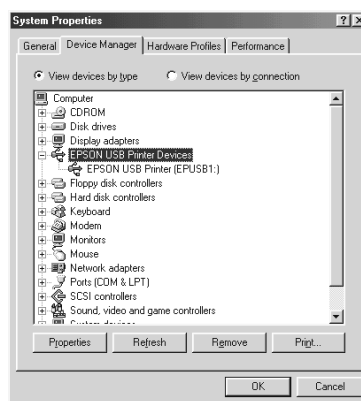 System Properties
General Device Manager Hardware Profiles Performance
View devices by type View devices by connection
Computer
CDROM
Disk drives
Display adapters
EPSON USB Printer Devices
EPSON USB Printer (EPUSB1:)
Floppy disk controllers
Hard disk controllers
Keyboard
Modem
Monitors
Mouse
Network adapters
Ports (COM & LPT)
SCSI controllers
Sound, video and game controllers
System devices
Properties Refresh Remove Print...
OK Cancel